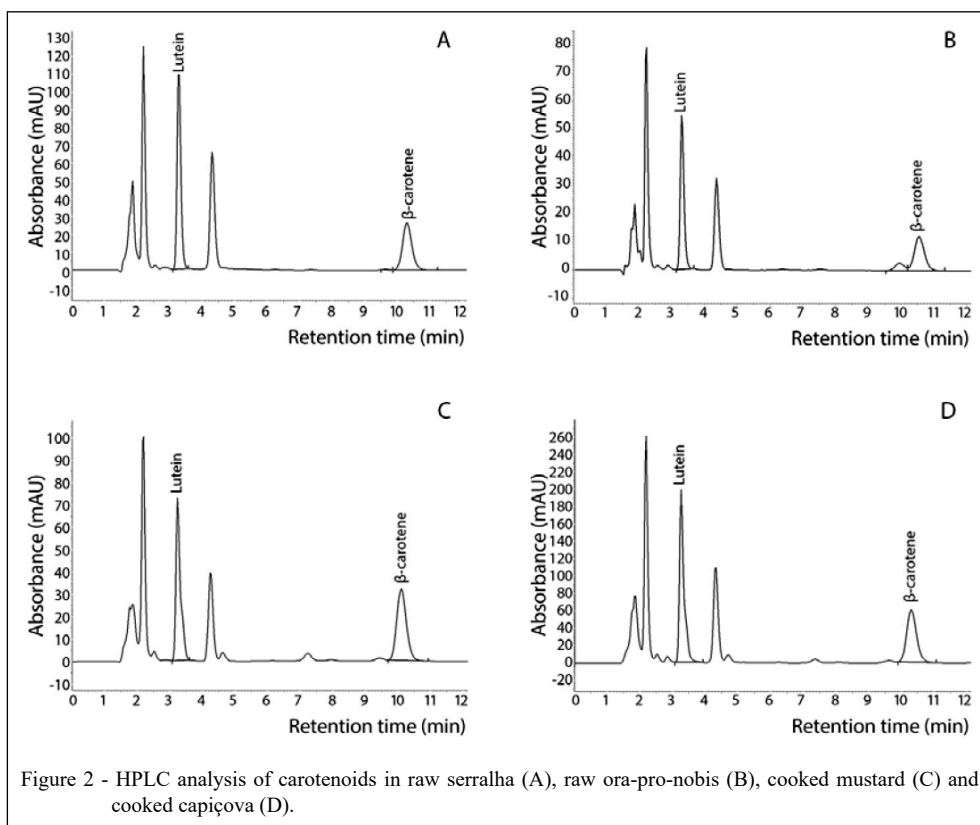 A
Absorbance (mAU)
130
120
110
100
90
80
70
60
50
40
30
20
10
0
-10
Lutein
β-carotene
0 1 2 3 4 5 6 7 8 9 10 11 12
Retention time (min)
B
Absorbance (mAU)
80
70
60
50
40
30
20
10
0
-10
Lutein
β-carotene
0 1 2 3 4 5 6 7 8 9 10 11 12
Retention time (min)
C
Absorbance (mAU)
100
90
80
70
60
50
40
30
20
10
0
-10
Lutein
β-carotene
0 1 2 3 4 5 6 7 8 9 10 11 12
Retention time (min)
D
Absorbance (mAU)
260
240
220
200
180
160
140
120
100
80
60
40
20
0
-20
Lutein
β-carotene
0 1 2 3 4 5 6 7 8 9 10 11 12
Retention time (min)
Figure 2 - HPLC analysis of carotenoids in raw serralha (A), raw ora-pro-nobis (B), cooked mustard (C) and
cooked capiçova (D).